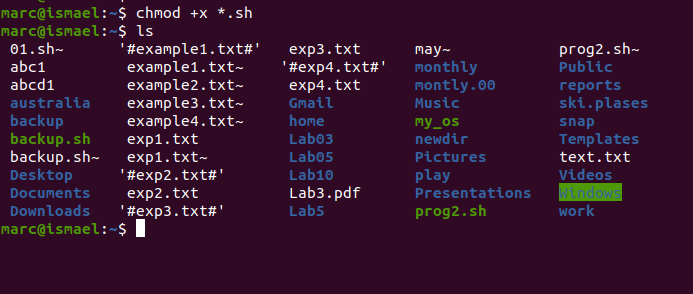 marc@ismael:~$ chmod +x *.sh
marc@ismael:~$ ls
01.sh~ '#example1.txt#' exp3.txt may~ prog2.sh~
abc1 example1.txt~ '#exp4.txt#' monthly Public
abcd1 example2.txt~ exp4.txt montly.00 reports
australia example3.txt~ Gmail Music ski.plases
backup example4.txt~ home my_os snap
backup.sh exp1.txt Lab03 newdir Templates
backup.sh~ exp1.txt~ Lab05 Pictures text.txt
Desktop '#exp2.txt#' Lab10 play Videos
Documents exp2.txt Lab3.pdf Presentations Windows
Downloads '#exp3.txt#' Lab5 prog2.sh work
marc@ismael:~$